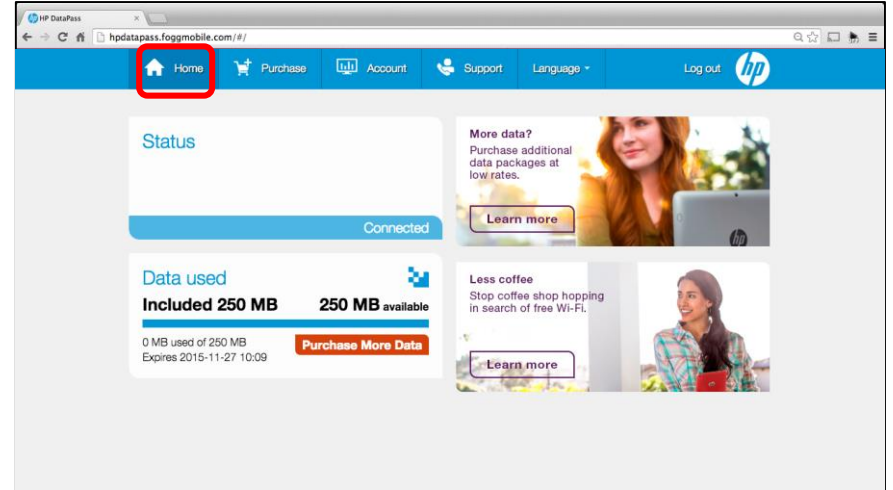 HP DataPass
hpdatapass.foggmobile.com/#/
Home
Purchase
Account
Support
Language
Log out
hp
Status
Connected
More data?
Purchase additional
data packages at
low rates.
Learn more
hp
Data used
Included 250 MB
250 MB available
0 MB used of 250 MB
Expires 2015-11-27 10:09
Purchase More Data
Less coffee
Stop coffee shop hopping
in search of free Wi-Fi.
Learn more